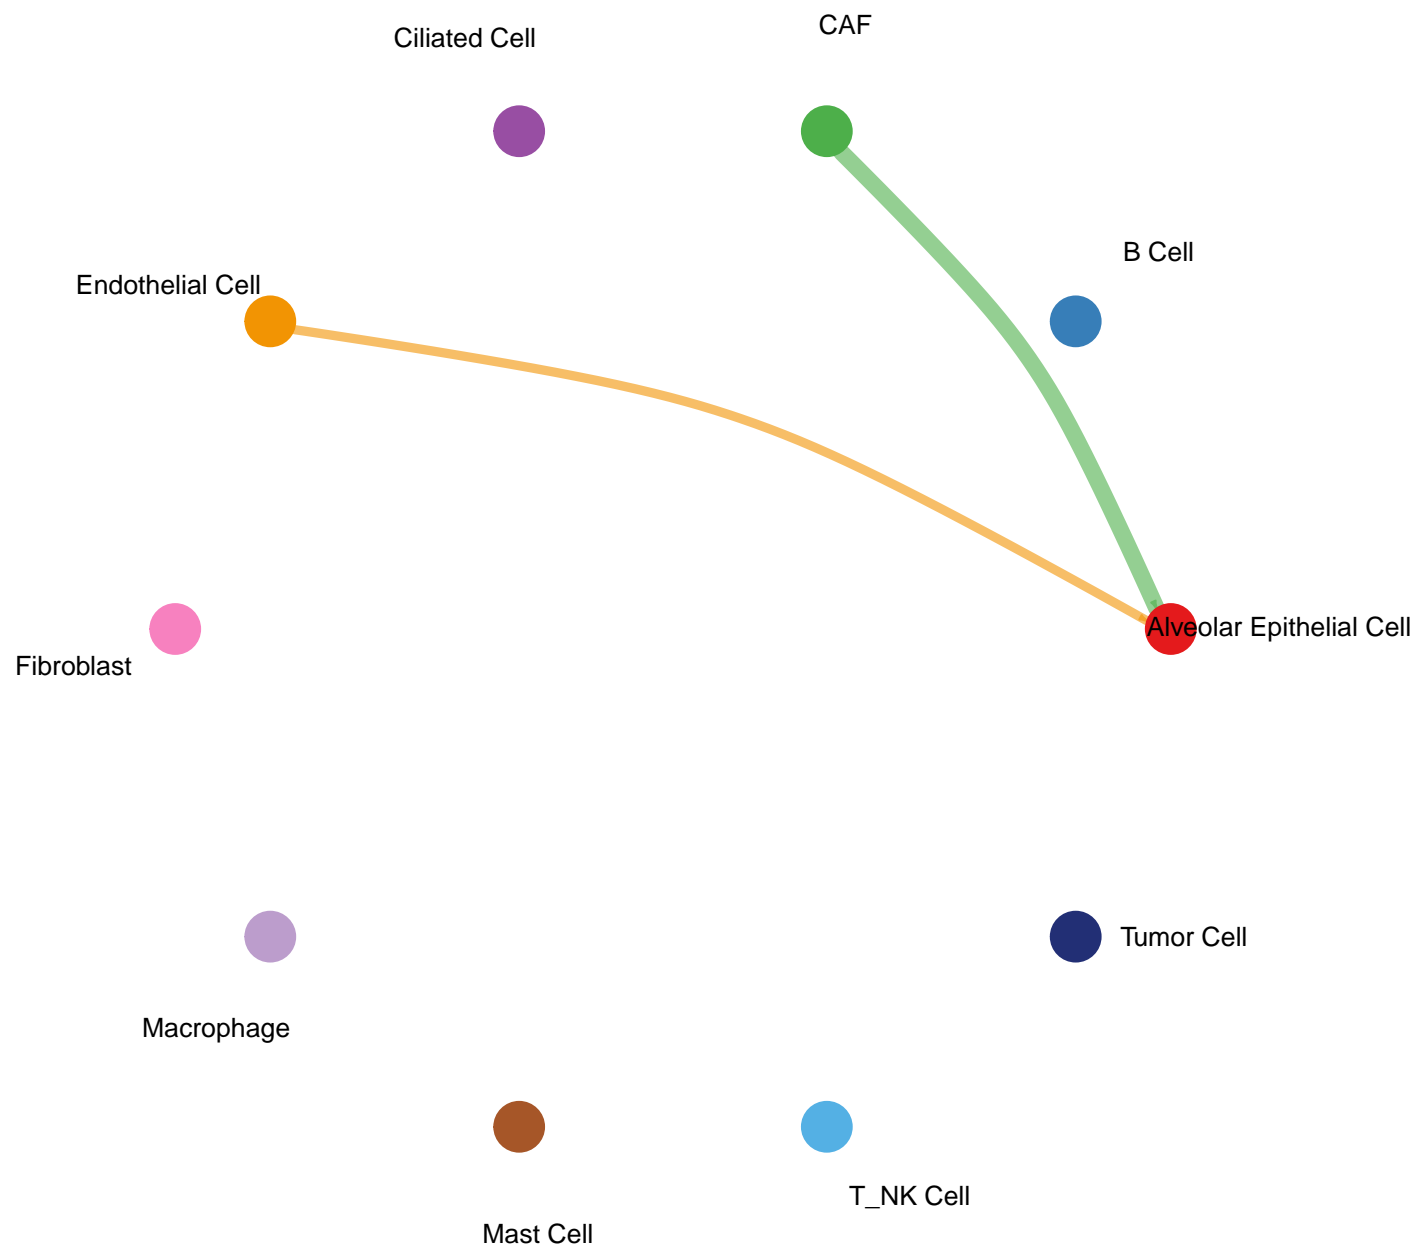 CAF
Ciliated Cell
B Cell
Endothelial Cell
Alveolar Epithelial Cell
Fibroblast
Tumor Cell
Macrophage
T_NK Cell
Mast Cell